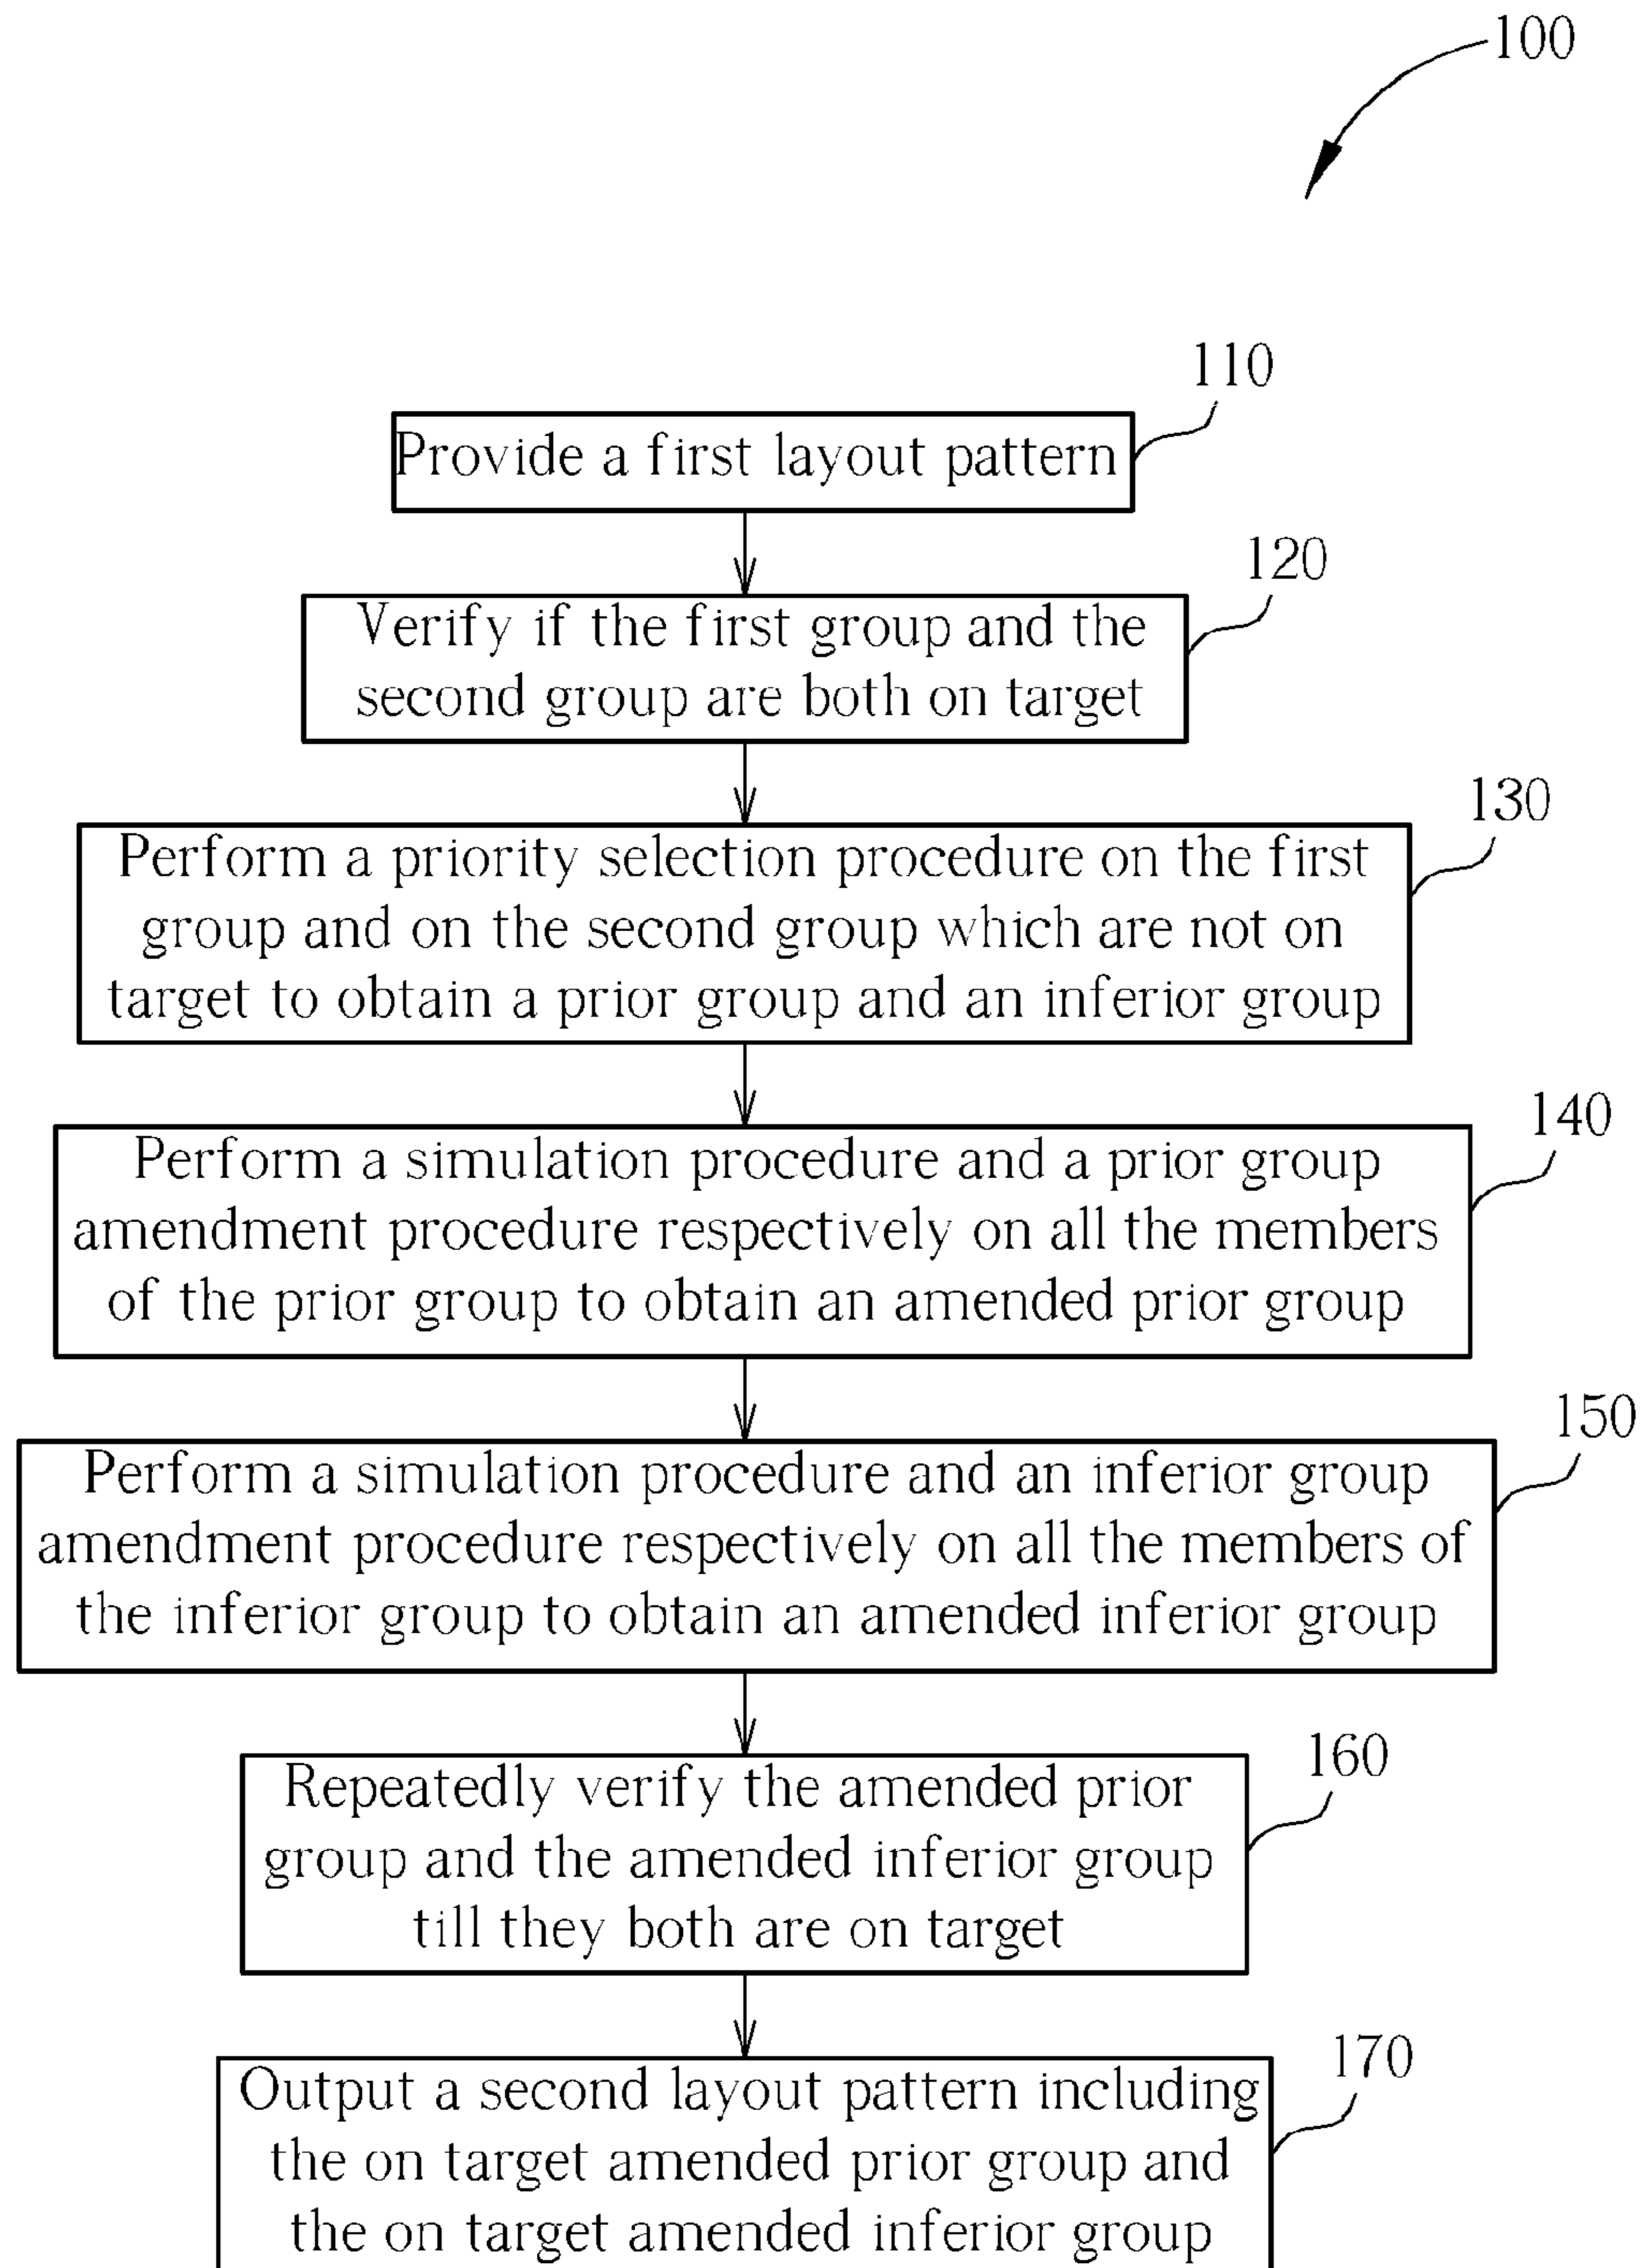 100
110
Provide a first layout pattern
120
Verify if the first group and the
second group are both on target
130
Perform a priority selection procedure on the first
group and on the second group which are not on
target to obtain a prior group and an inferior group
140
Perform a simulation procedure and a prior group
amendment procedure respectively on all the members
of the prior group to obtain an amended prior group
150
Perform a simulation procedure and an inferior group
amendment procedure respectively on all the members of
the inferior group to obtain an amended inferior group
160
Repeatedly verify the amended prior
group and the amended inferior group
till they both are on target
170
Output a second layout pattern including
the on target amended prior group and
the on target amended inferior group